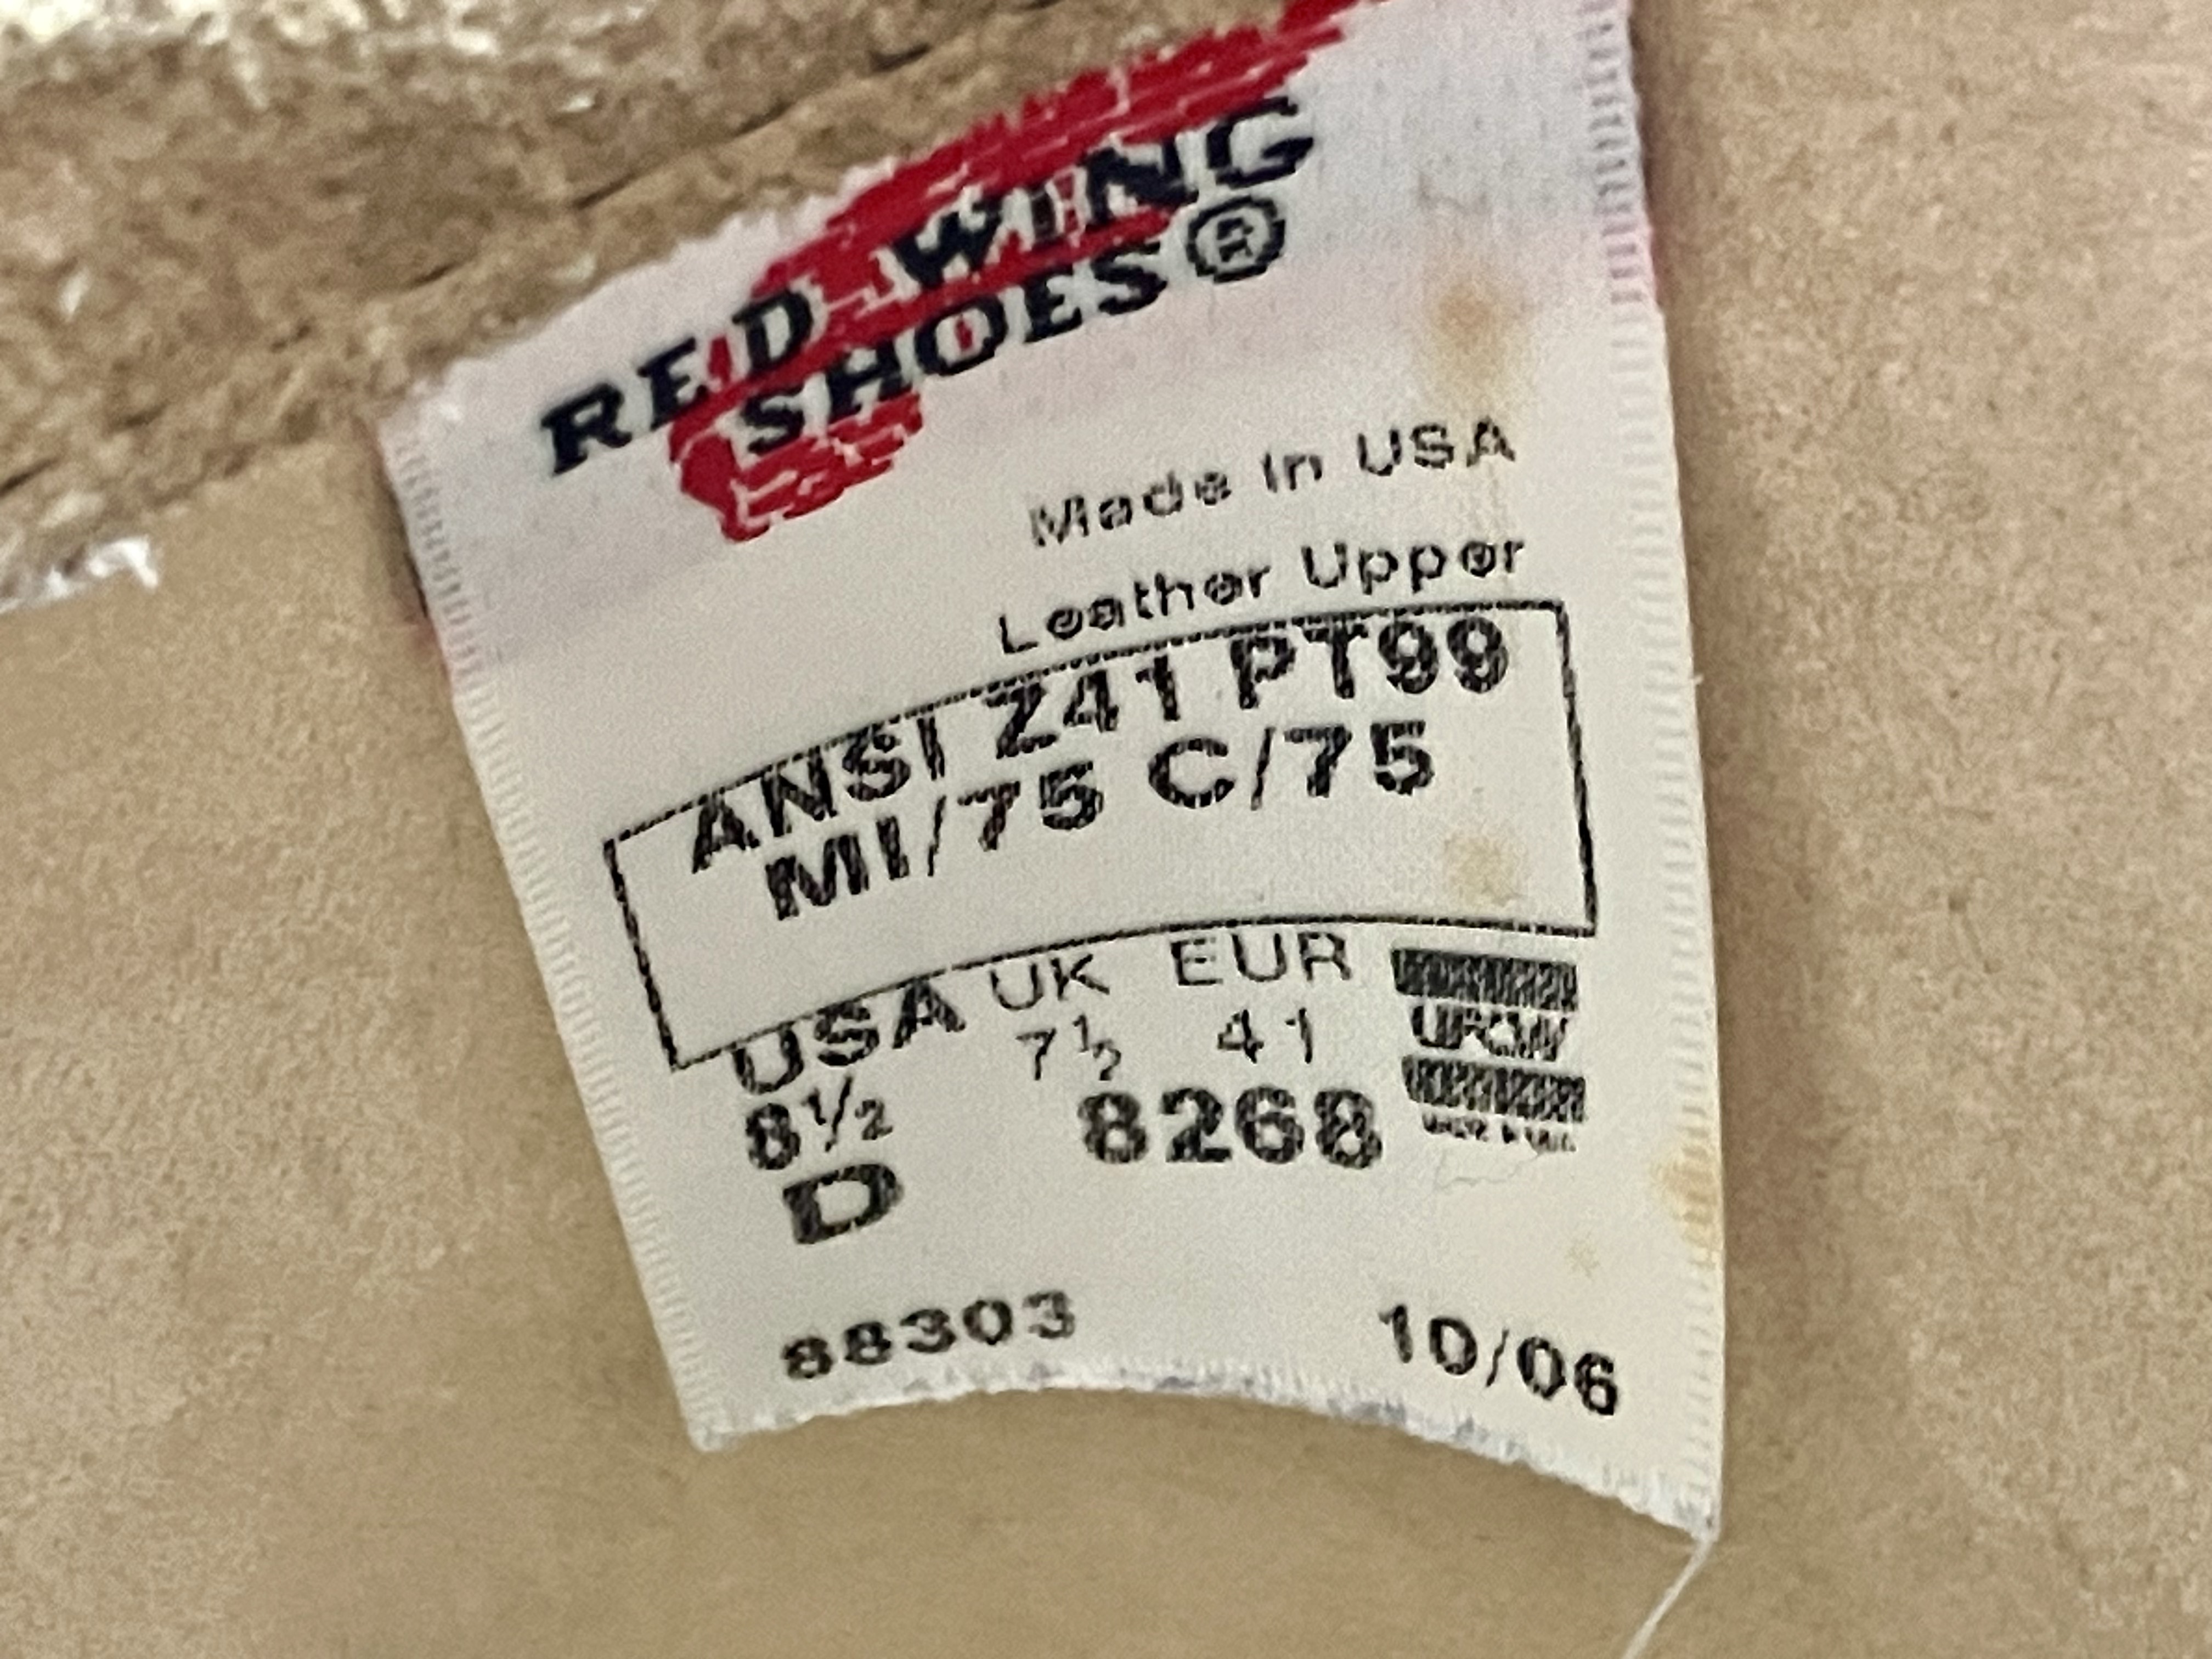 RED WING
SHOES®
Made in USA
Leather Upper
ANSI Z41 PT99
MI/75 C/75
USA UK EUR
8½ 7½ 41
D 8268
UFCW
88303 10/06